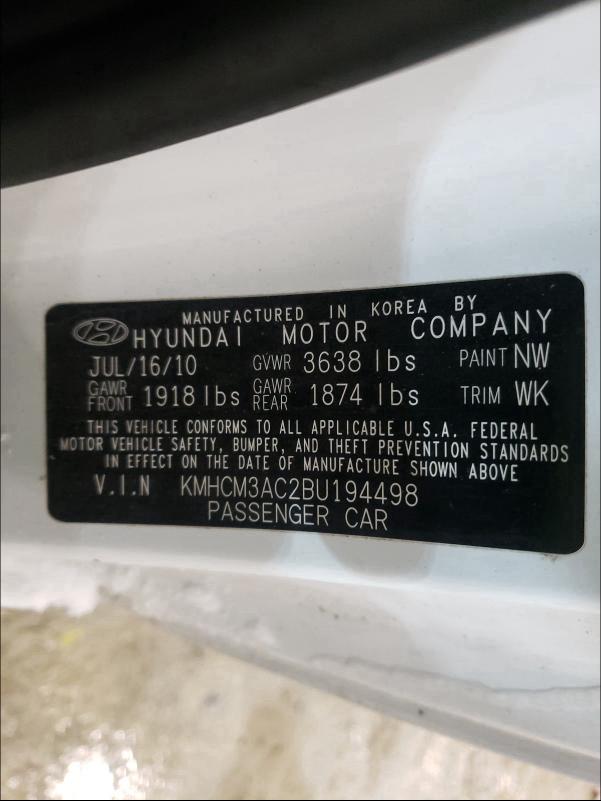 MANUFACTURED IN KOREA BY
HYUNDAI MOTOR COMPANY
JUL/16/10 GVWR 3638 lbs PAINT NW
GAWR FRONT 1918 lbs GAWR REAR 1874 lbs TRIM WK
THIS VEHICLE CONFORMS TO ALL APPLICABLE U.S.A. FEDERAL
MOTOR VEHICLE SAFETY, BUMPER, AND THEFT PREVENTION STANDARDS
IN EFFECT ON THE DATE OF MANUFACTURE SHOWN ABOVE
V.I.N KMHCM3AC2BU194498
PASSENGER CAR